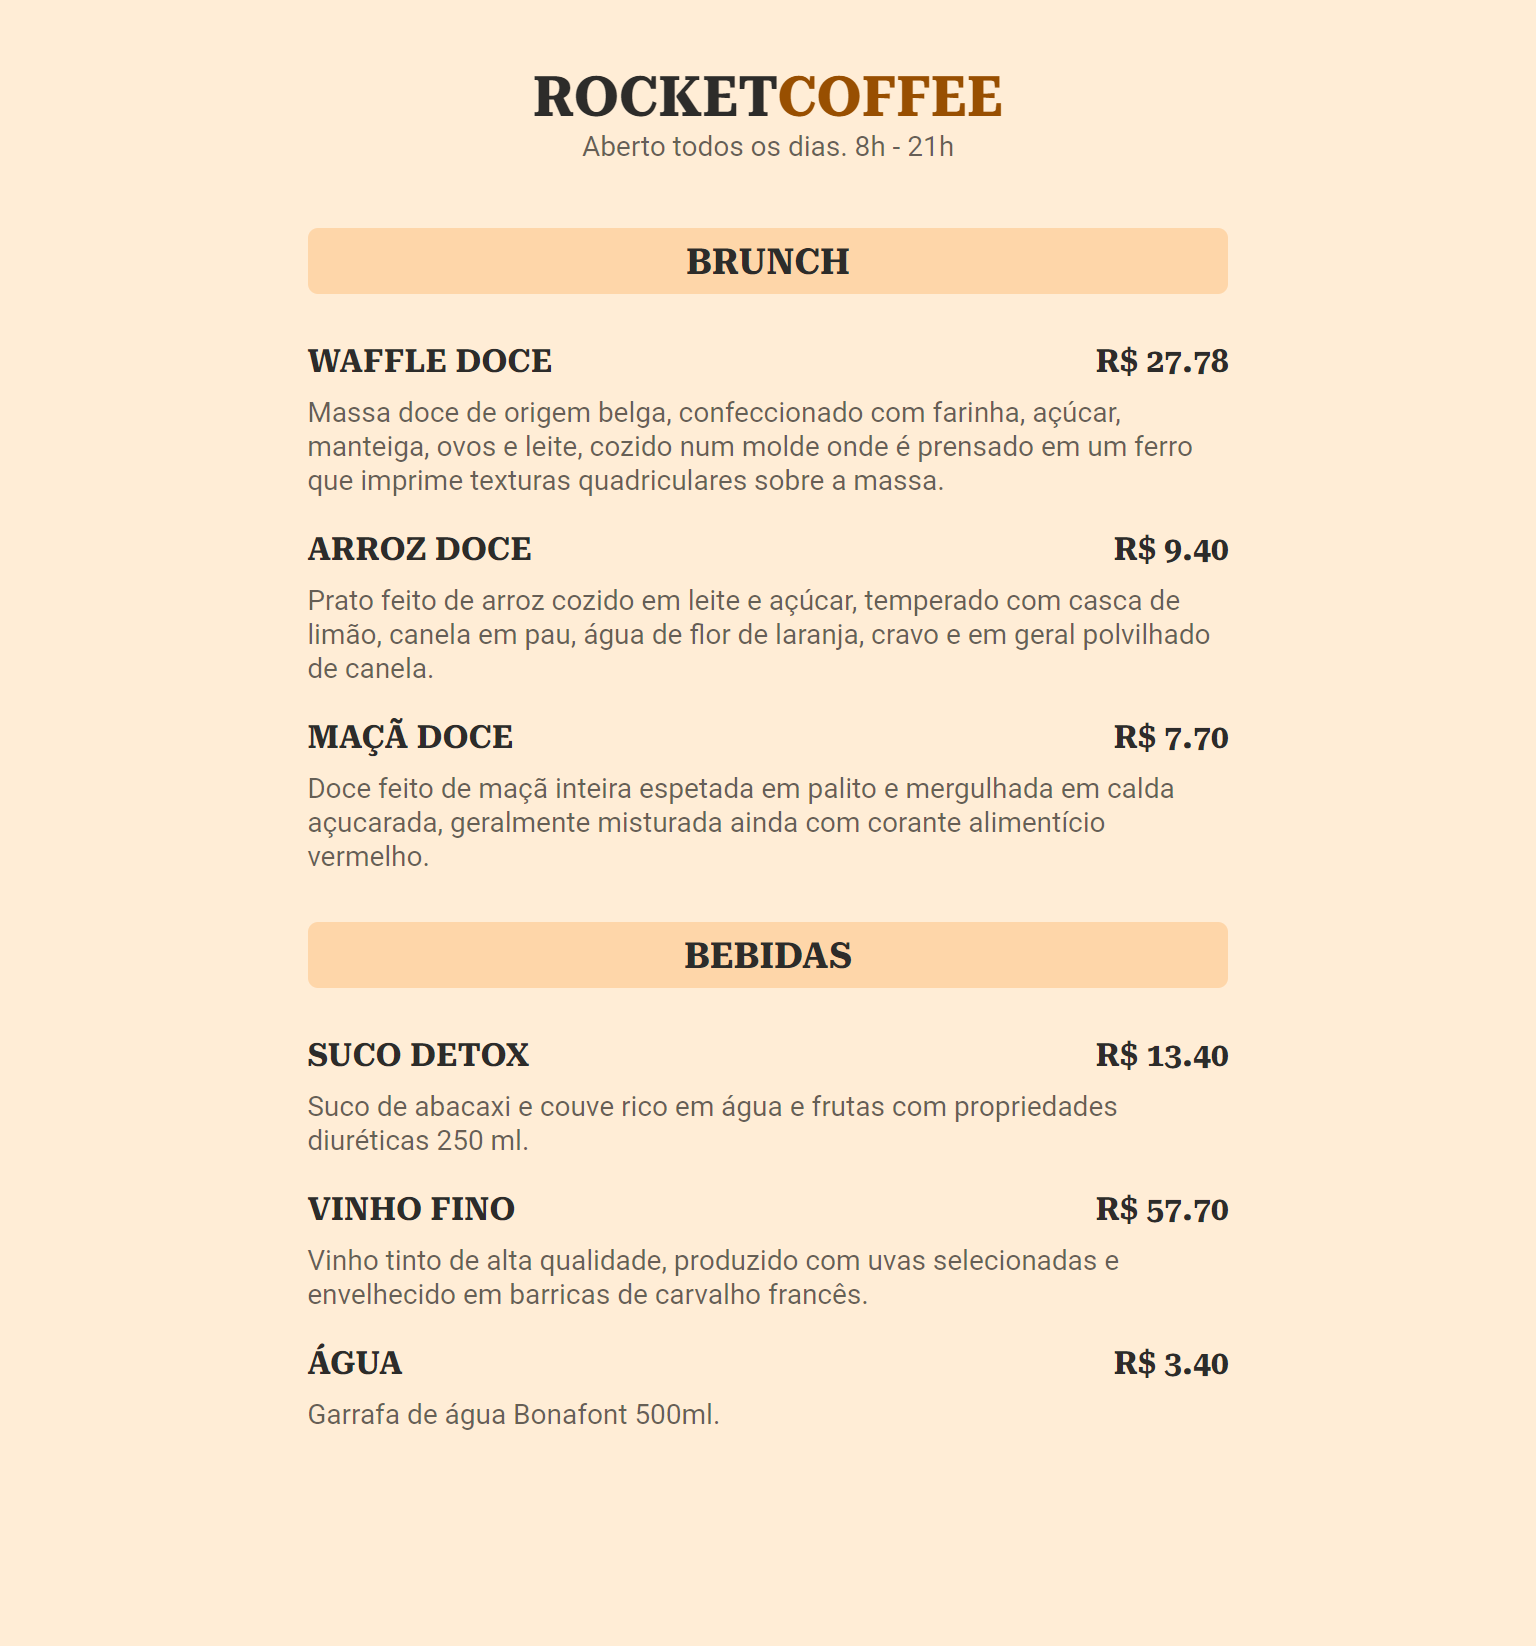 ROCKETCOFFEE
Aberto todos os dias. 8h - 21h
BRUNCH
WAFFLE DOCE R$ 27.78
Massa doce de origem belga, confeccionado com farinha, açúcar,
manteiga, ovos e leite, cozido num molde onde é prensado em um ferro
que imprime texturas quadriculares sobre a massa.
ARROZ DOCE R$ 9.40
Prato feito de arroz cozido em leite e açúcar, temperado com casca de
limão, canela em pau, água de flor de laranja, cravo e em geral polvilhado
de canela.
MAÇÃ DOCE R$ 7.70
Doce feito de maçã inteira espetada em palito e mergulhada em calda
açucarada, geralmente misturada ainda com corante alimentício
vermelho.
BEBIDAS
SUCO DETOX R$ 13.40
Suco de abacaxi e couve rico em água e frutas com propriedades
diuréticas 250 ml.
VINHO FINO R$ 57.70
Vinho tinto de alta qualidade, produzido com uvas selecionadas e
envelhecido em barricas de carvalho francês.
ÁGUA R$ 3.40
Garrafa de água Bonafont 500ml.